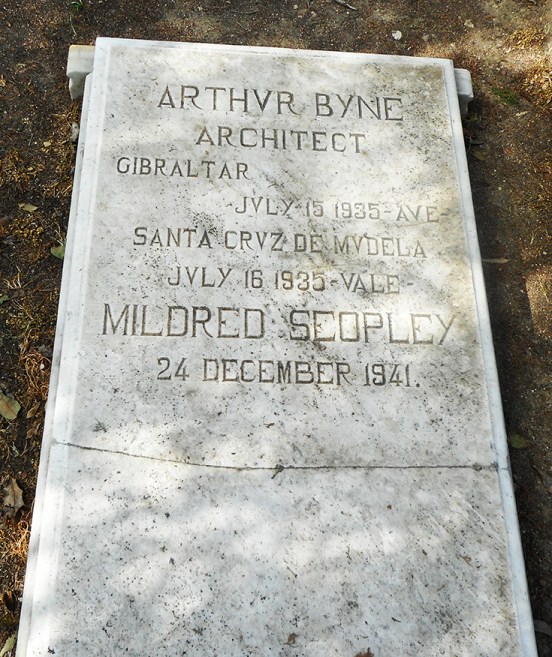 ARTHVR BYNE
ARCHITECT
GIBRALTAR
JVLY 15 1935-AVE-
SANTA CRVZ DE MVDELA
JVLY 16 1935-VALE-
MILDRED SEOPLEY
24 DECEMBER 1941.